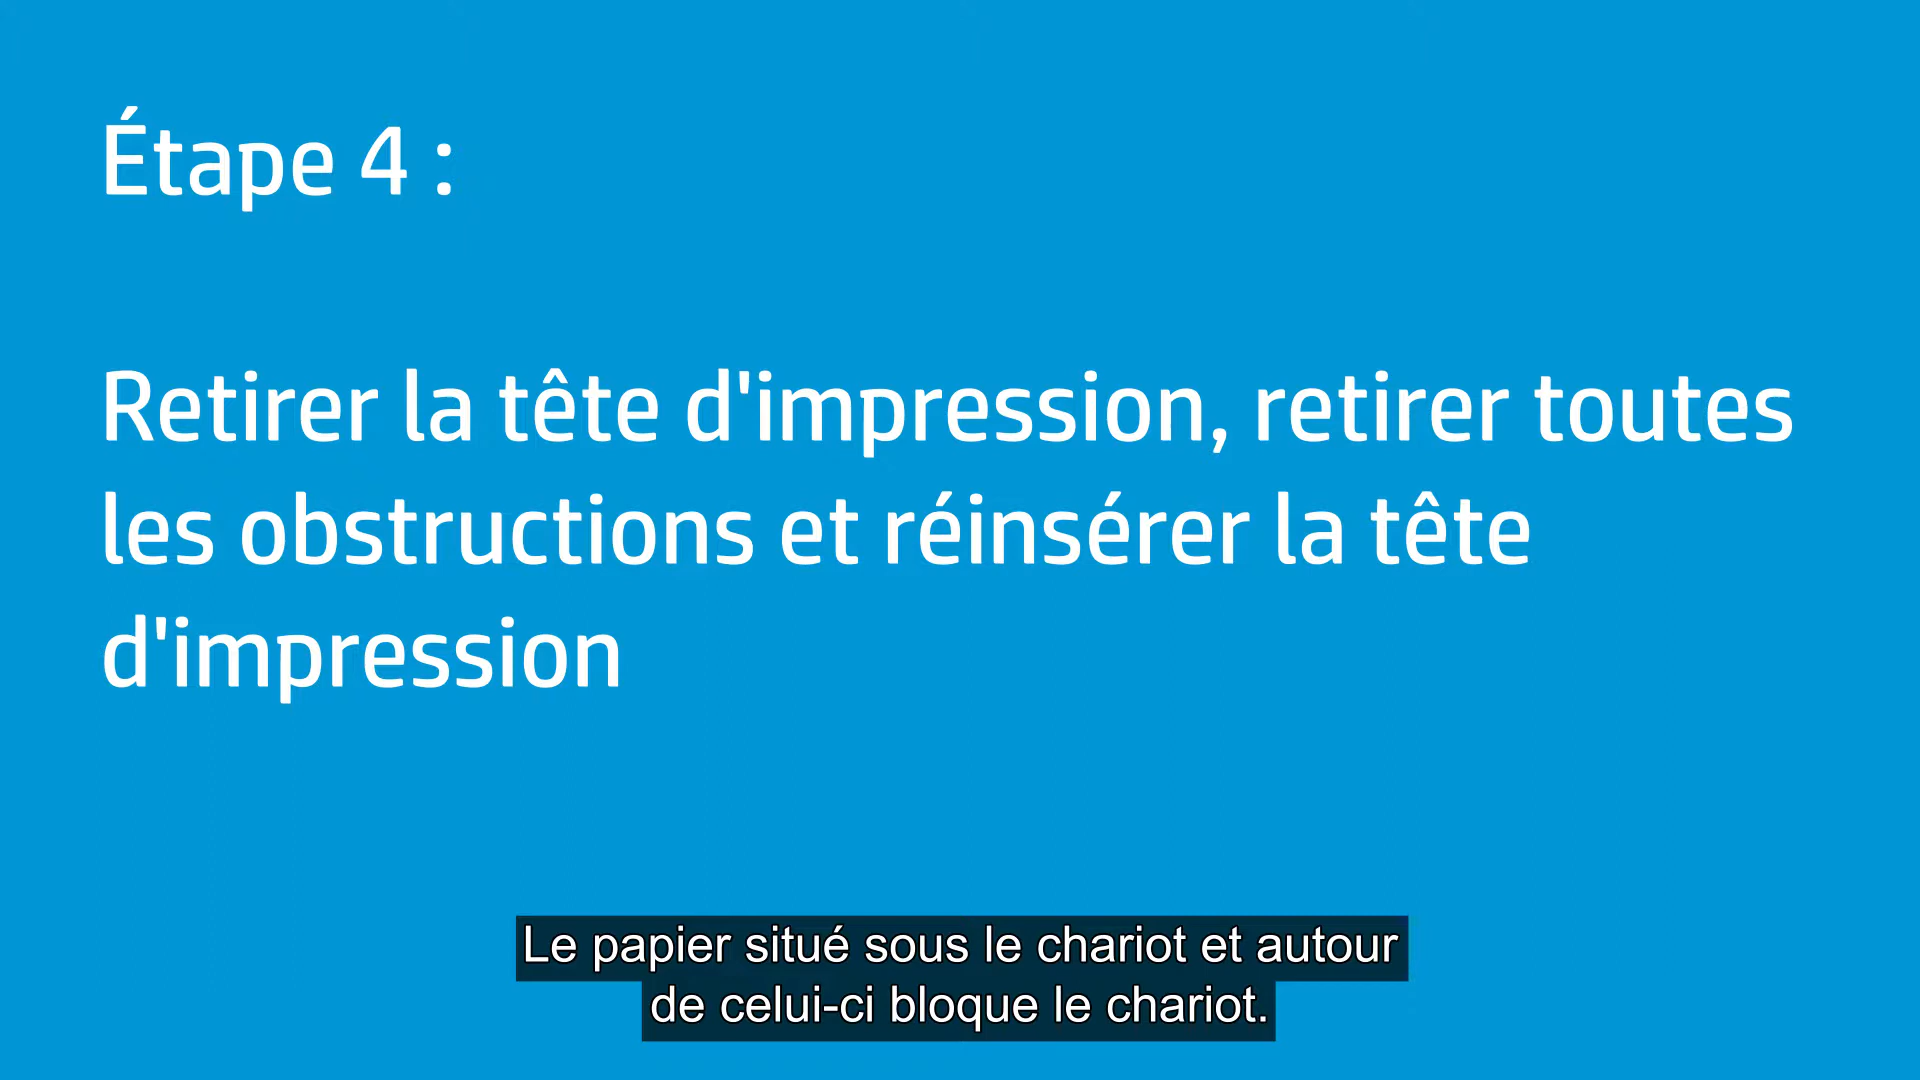 Étape 4 :
Retirer la tête d'impression, retirer toutes
les obstructions et réinsérer la tête
d'impression
Le papier situé sous le chariot et autour
de celui-ci bloque le chariot.